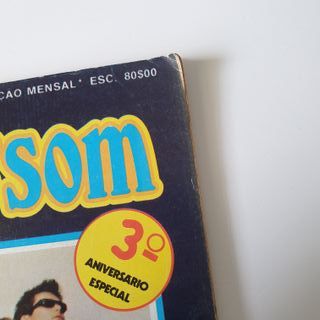 CAO MENSAL * ESC. 80$00
som
3º
ANIVERSARIO
ESPECIAL